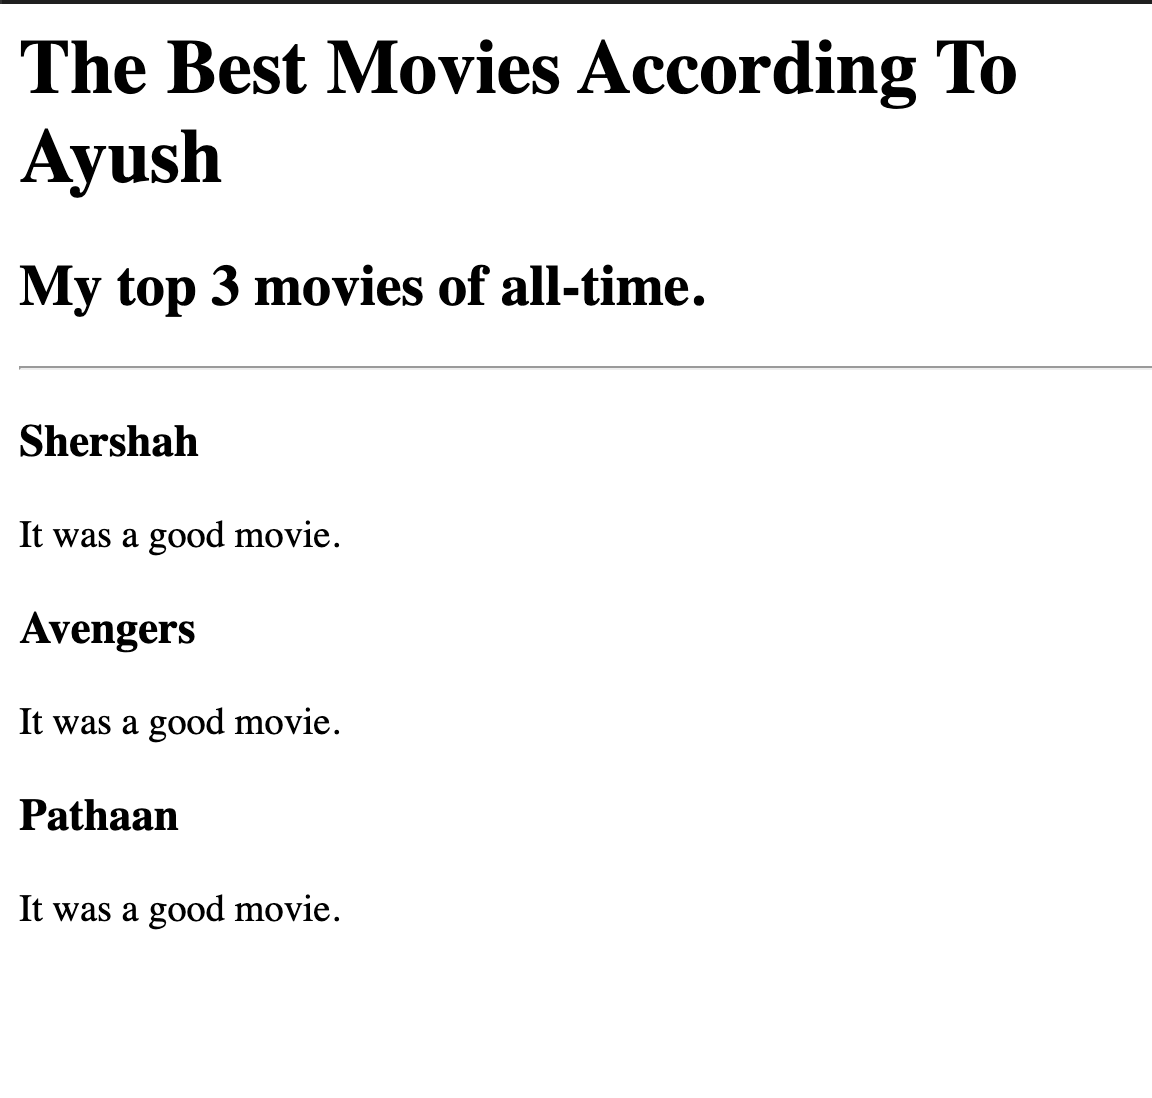 The Best Movies According To
Ayush
My top 3 movies of all-time.
Shershah
It was a good movie.
Avengers
It was a good movie.
Pathaan
It was a good movie.